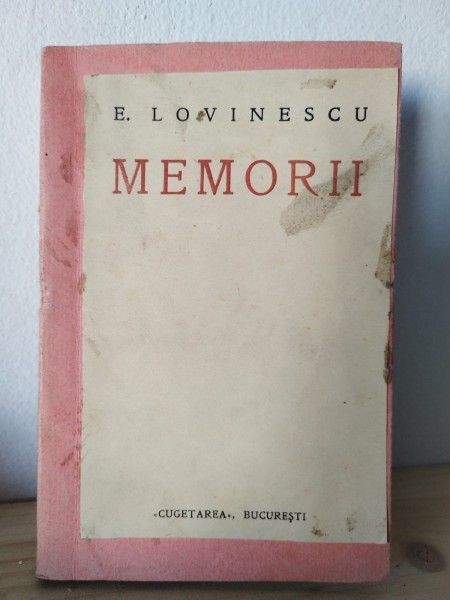 E. LOVINESCU
MEMORII
«CUGETAREA», BUCUREȘTI